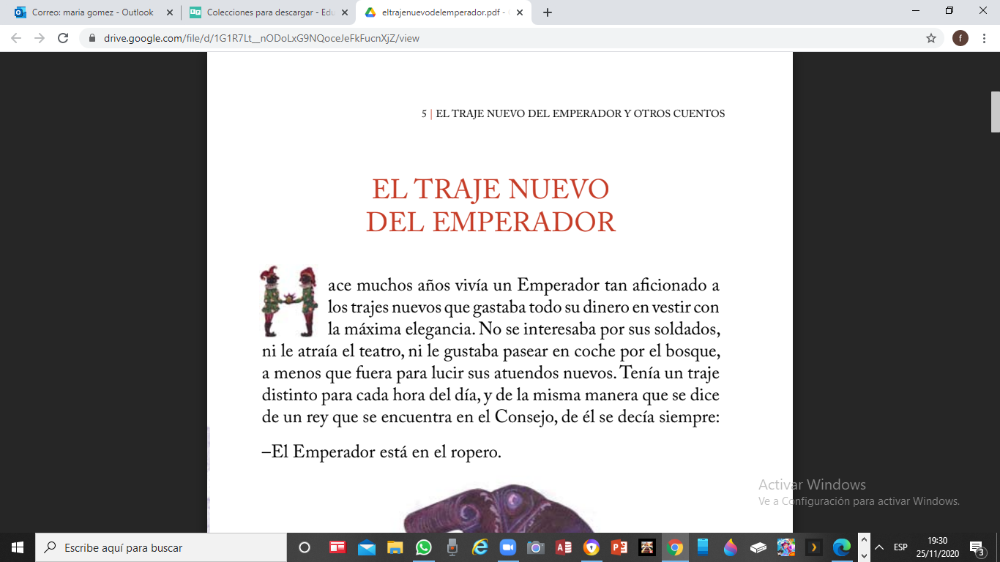 Correo: maria gomez - Outlook
Colecciones para descargar - Edu
eltrajenuevodelemperador.pdf -
drive.google.com/file/d/1G1R7Lt__nODoLxG9NQoceJeFkFucnXjZ/view
f
5 | EL TRAJE NUEVO DEL EMPERADOR Y OTROS CUENTOS
EL TRAJE NUEVO
DEL EMPERADOR
Hace muchos años vivía un Emperador tan aficionado a
los trajes nuevos que gastaba todo su dinero en vestir con
la máxima elegancia. No se interesaba por sus soldados,
ni le atraía el teatro, ni le gustaba pasear en coche por el bosque,
a menos que fuera para lucir sus atuendos nuevos. Tenía un traje
distinto para cada hora del día, y de la misma manera que se dice
de un rey que se encuentra en el Consejo, de él se decía siempre:
–El Emperador está en el ropero.
Activar Windows
Ve a Configuración para activar Windows.
Escribe aquí para buscar
ESP
19:30
25/11/2020
3